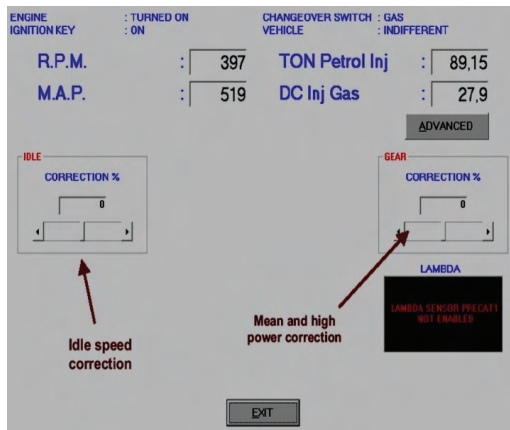 ENGINE : TURNED ON CHANGEOVER SWITCH : GAS
IGNITION KEY : ON VEHICLE : INDIFFERENT
R.P.M. : 397 TON Petrol Inj : 89,15
M.A.P. : 519 DC Inj Gas : 27,9
ADVANCED
IDLE GEAR
CORRECTION % CORRECTION %
0 0
LAMBDA
LAMBDA SENSOR PRECAT1
NOT ENABLED
Idle speed
correction
Mean and high
power correction
EXIT